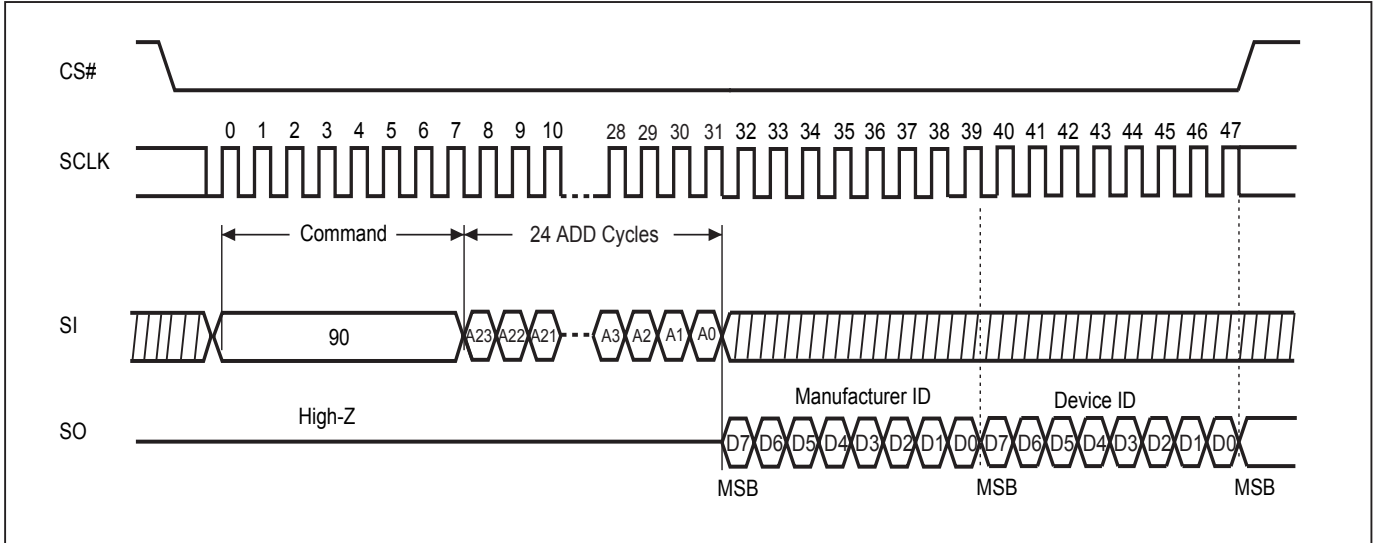 CS#
0 1 2 3 4 5 6 7 8 9 10 28 29 30 31 32 33 34 35 36 37 38 39 40 41 42 43 44 45 46 47
SCLK
Command 24 ADD Cycles
SI 90 A23 A22 A21 A3 A2 A1 A0
Manufacturer ID Device ID
High-Z
SO D7 D6 D5 D4 D3 D2 D1 D0 D7 D6 D5 D4 D3 D2 D1 D0
MSB MSB MSB